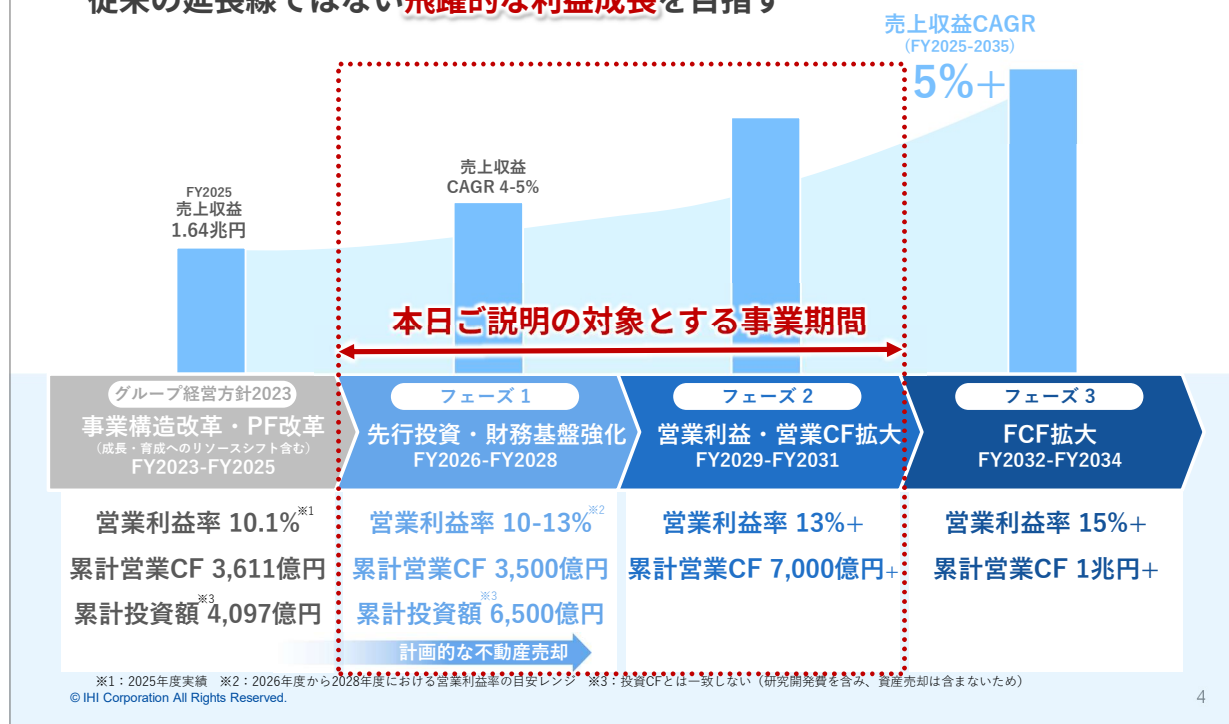 従来の延長線ではない飛躍的な利益成長を目指す
売上収益CAGR
（FY2025-2035）
5%+
FY2025
売上収益
1.64兆円
売上収益
CAGR 4-5%
本日ご説明の対象とする事業期間
グループ経営方針2023
事業構造改革・PF改革
（成長・育成へのリソースシフト含む）
FY2023-FY2025
フェーズ 1
先行投資・財務基盤強化
FY2026-FY2028
フェーズ 2
営業利益・営業CF拡大
FY2029-FY2031
フェーズ 3
FCF拡大
FY2032-FY2034
営業利益率 10.1%※1
累計営業CF 3,611億円
累計投資額※3 4,097億円
営業利益率 10-13%※2
累計営業CF 3,500億円
累計投資額※3 6,500億円
計画的な不動産売却
営業利益率 13%+
累計営業CF 7,000億円+
営業利益率 15%+
累計営業CF 1兆円+
※1：2025年度実績　※2：2026年度から2028年度における営業利益率の目安レンジ　※3：投資CFとは一致しない（研究開発費を含み、資産売却は含まないため）
© IHI Corporation All Rights Reserved.
4